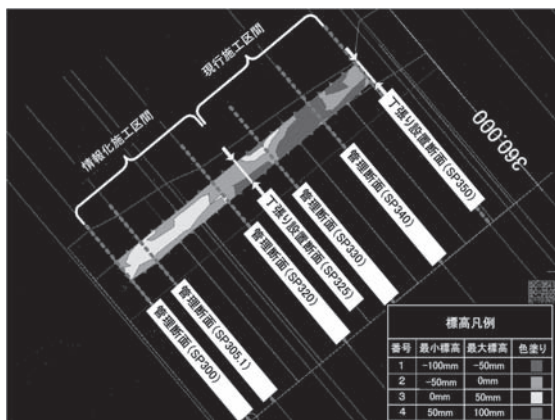 現行施工区間
情報化施工区間
360.000
丁張り設置断面(SP350)
管理断面(SP340)
管理断面(SP330)
丁張り設置断面(SP325)
管理断面(SP320)
管理断面(SP305.1)
管理断面(SP300)
標高凡例
番号 最小標高 最大標高 色塗り
1 -100mm -50mm
2 -50mm 0mm
3 0mm 50mm
4 50mm 100mm